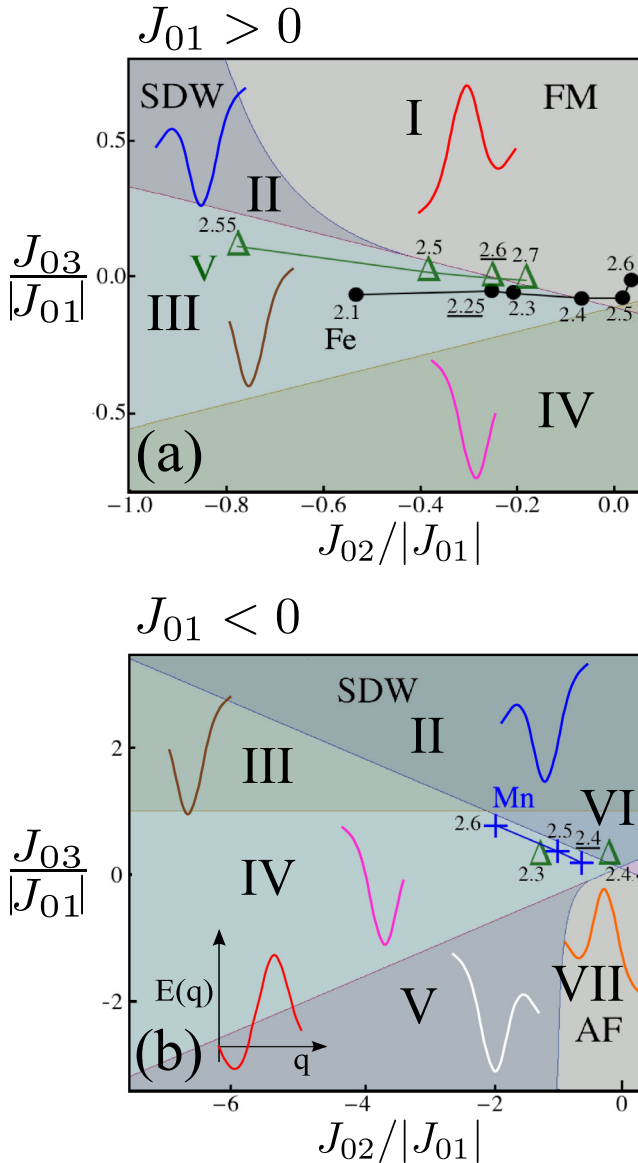 J₀₁ > 0
SDW
I
FM
0.5
II
2.55
2.5
2.6
2.7
2.6
J₀₃
|J₀₁|
0.0
V
III
2.1
2.25
2.3
2.4
2.5
Fe
-0.5
IV
(a)
−1.0 −0.8 −0.6 −0.4 −0.2 0.0
J₀₂/|J₀₁|
J₀₁ < 0
SDW
II
III
2
Mn
VI
2.6
2.5
2.4
J₀₃
|J₀₁|
0
2.3
2.4
IV
E(q)
V
VII
-2
AF
(b)
q
−6 −4 −2 0
J₀₂/|J₀₁|